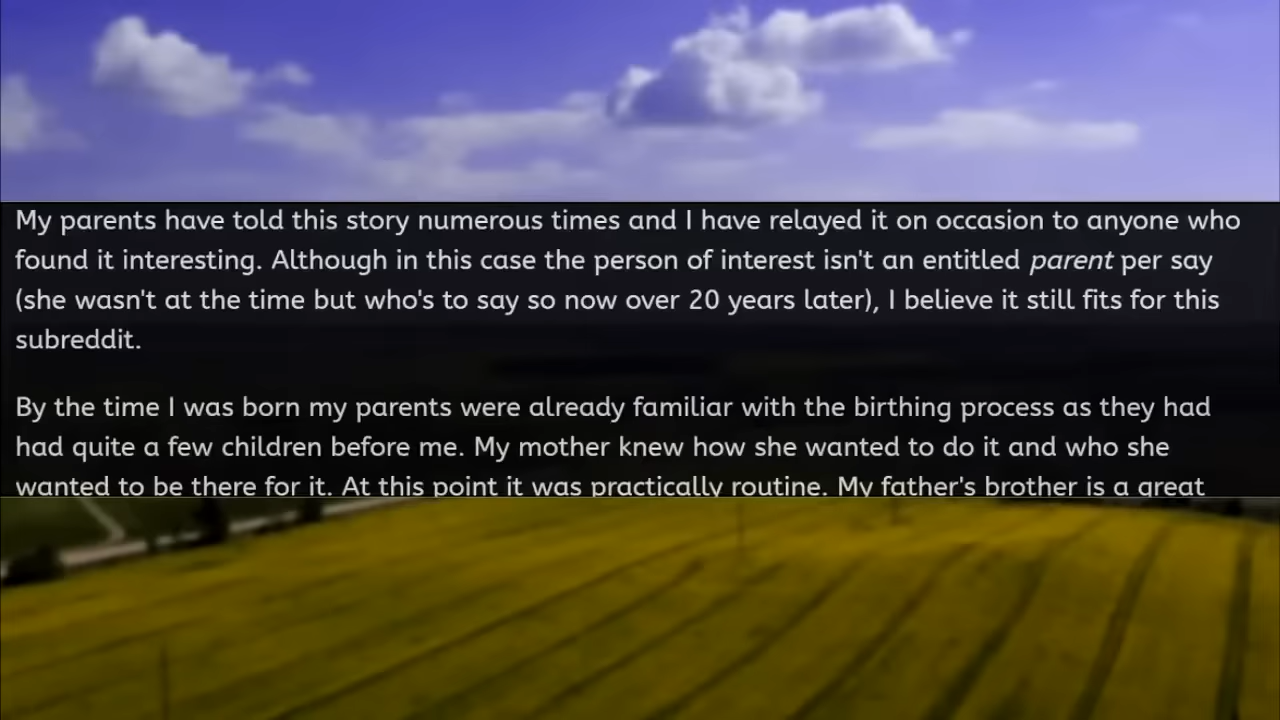 My parents have told this story numerous times and I have relayed it on occasion to anyone who
found it interesting. Although in this case the person of interest isn't an entitled parent per say
(she wasn't at the time but who's to say so now over 20 years later), I believe it still fits for this
subreddit.
By the time I was born my parents were already familiar with the birthing process as they had
had quite a few children before me. My mother knew how she wanted to do it and who she
wanted to be there for it. At this point it was practically routine. My father's brother is a great